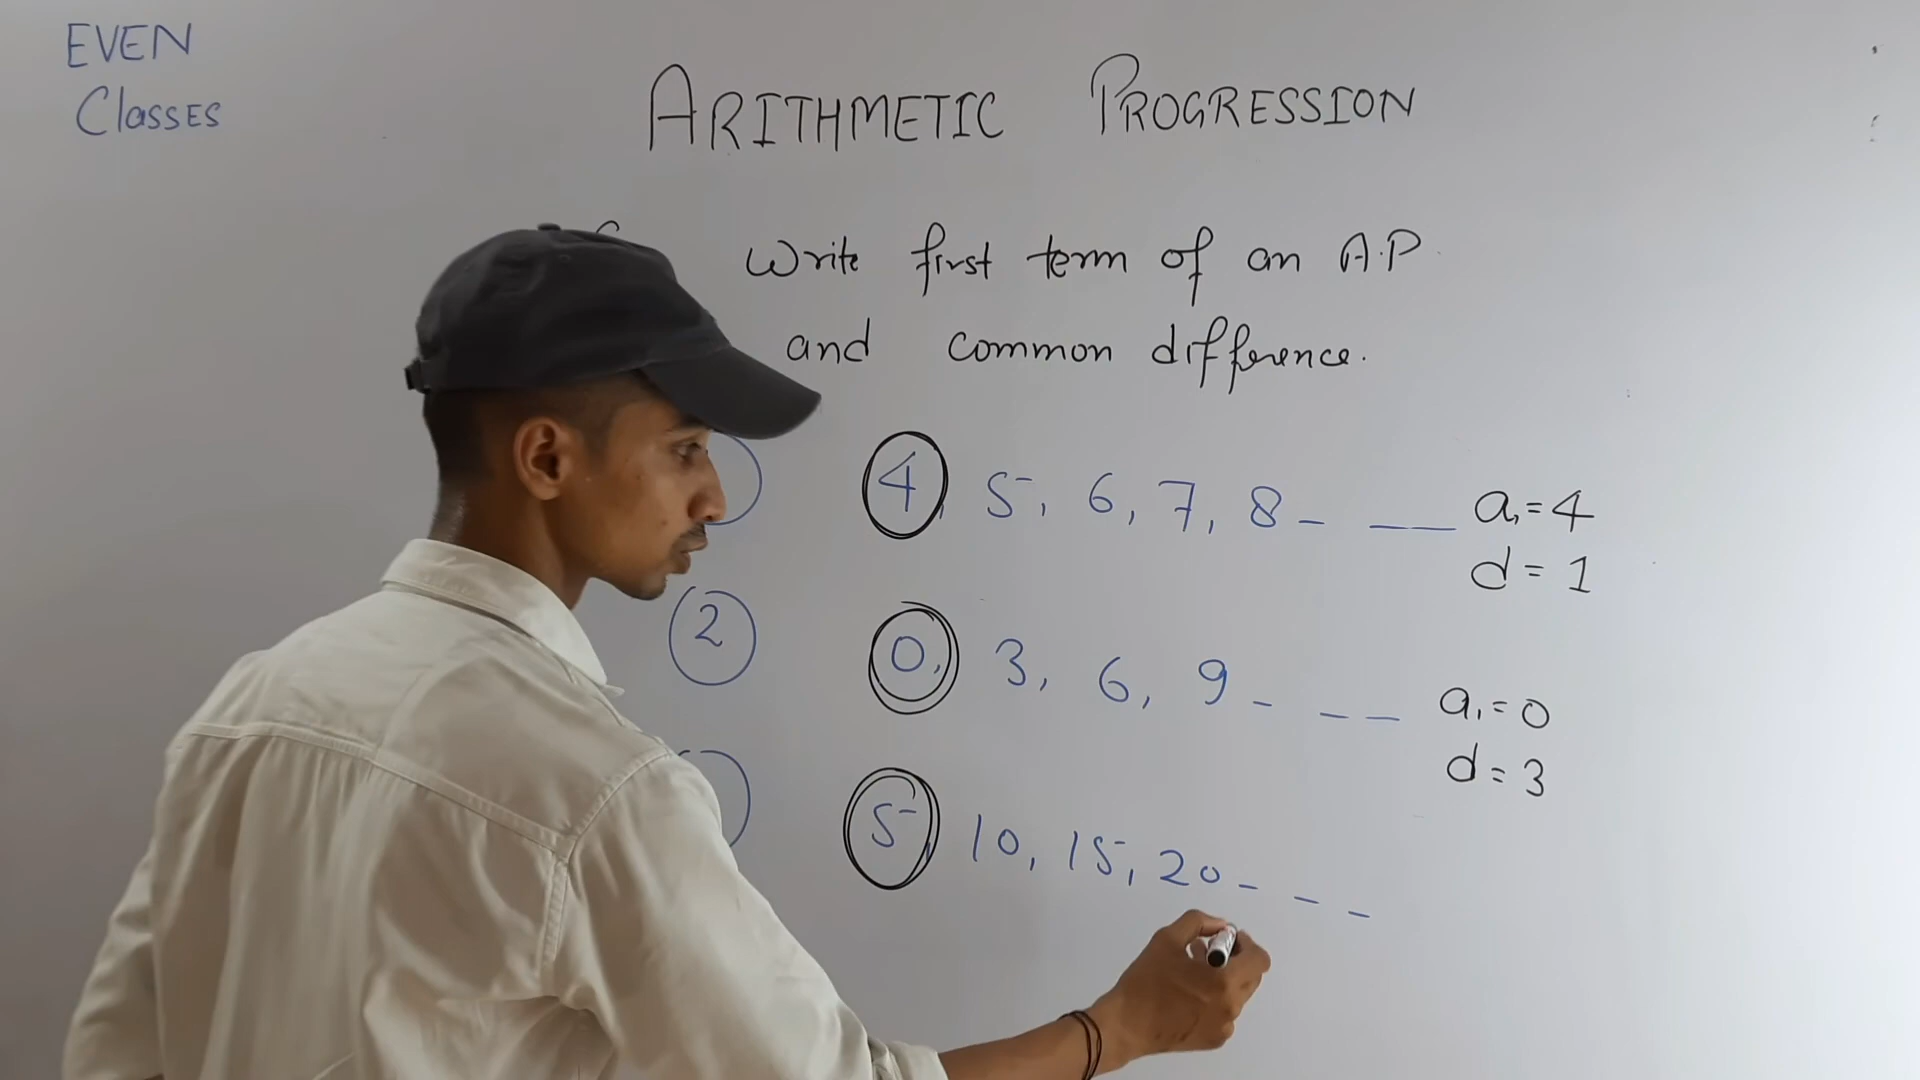 EVEN
Classes
ARITHMETIC PROGRESSION
Write first term of an A.P.
and common difference.
4, 5, 6, 7, 8 - - -
a₁ = 4
d = 1
2 0, 3, 6, 9 - - -
a₁ = 0
d = 3
5, 10, 15, 20 - - -